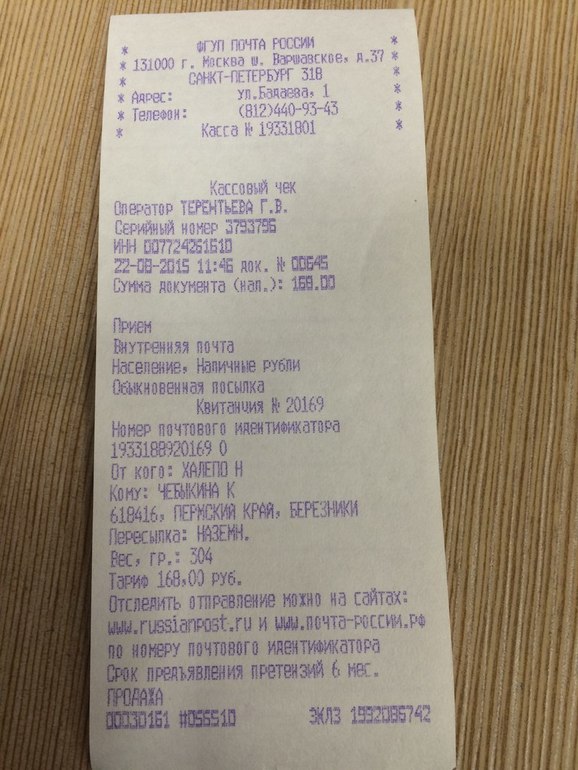 * ФГУП ПОЧТА РОССИИ *
* 131000 г. Москва ш. Варшавское, д.37 *
* САНКТ-ПЕТЕРБУРГ 318 *
* Адрес: ул.Бадаева, 1 *
* Телефон: (812)440-93-43 *
* Касса № 19331801 *
Кассовый чек
Оператор ТЕРЕНТЬЕВА Г.В.
Серийный номер 3793796
ИНН 007724261610
22-08-2015 11:46 док. № 00645
Сумма документа (нал.): 168.00
Прием
Внутренняя почта
Население, Наличные рубли
Обыкновенная посылка
Квитанция № 20169
Номер почтового идентификатора
1933188920169 0
От кого: ХАЛЕПО Н
Кому: ЧЕБЫКИНА К
618416, ПЕРМСКИЙ КРАЙ, БЕРЕЗНИКИ
Пересылка: НАЗЕМН.
Вес, гр.: 304
Тариф 168,00 руб.
Отследить отправление можно на сайтах:
www.russianpost.ru и www.почта-россии.рф
по номеру почтового идентификатора
Срок предъявления претензий 6 мес.
ПРОДАЖА
00030161 #056510 ЭКЛЗ 1992086742